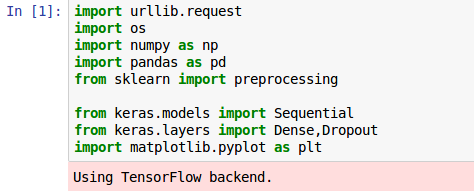 In [1]: import urllib.request
import os
import numpy as np
import pandas as pd
from sklearn import preprocessing
from keras.models import Sequential
from keras.layers import Dense,Dropout
import matplotlib.pyplot as plt
Using TensorFlow backend.